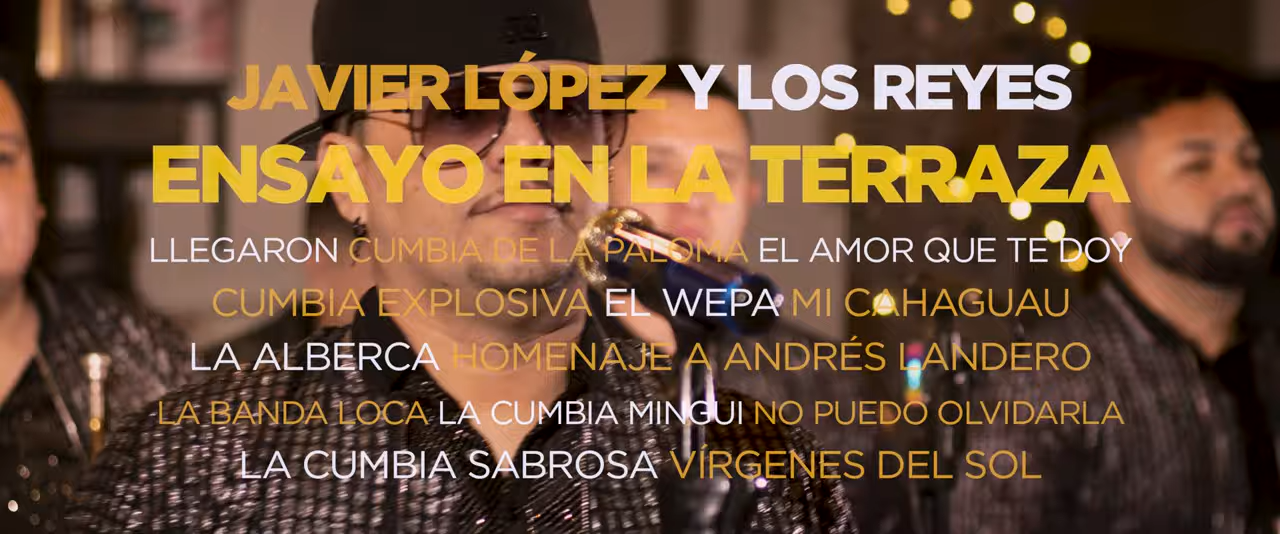 JAVIER LÓPEZ Y LOS REYES
ENSAYO EN LA TERRAZA
LLEGARON CUMBIA DE LA PALOMA EL AMOR QUE TE DOY
CUMBIA EXPLOSIVA EL WEPA MI CAHAGUAU
LA ALBERCA HOMENAJE A ANDRÉS LANDERO
LA BANDA LOCA LA CUMBIA MINGUI NO PUEDO OLVIDARLA
LA CUMBIA SABROSA VÍRGENES DEL SOL